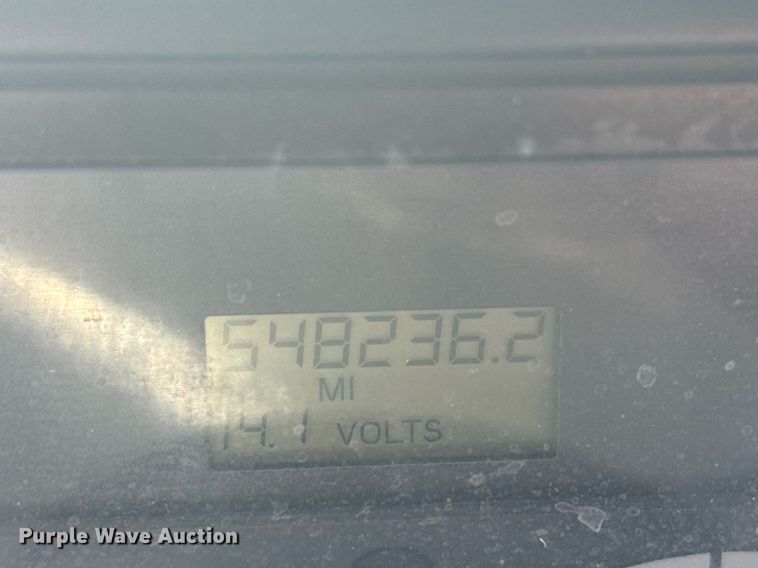 548236.2
MI
14.1 VOLTS
Purple Wave Auction